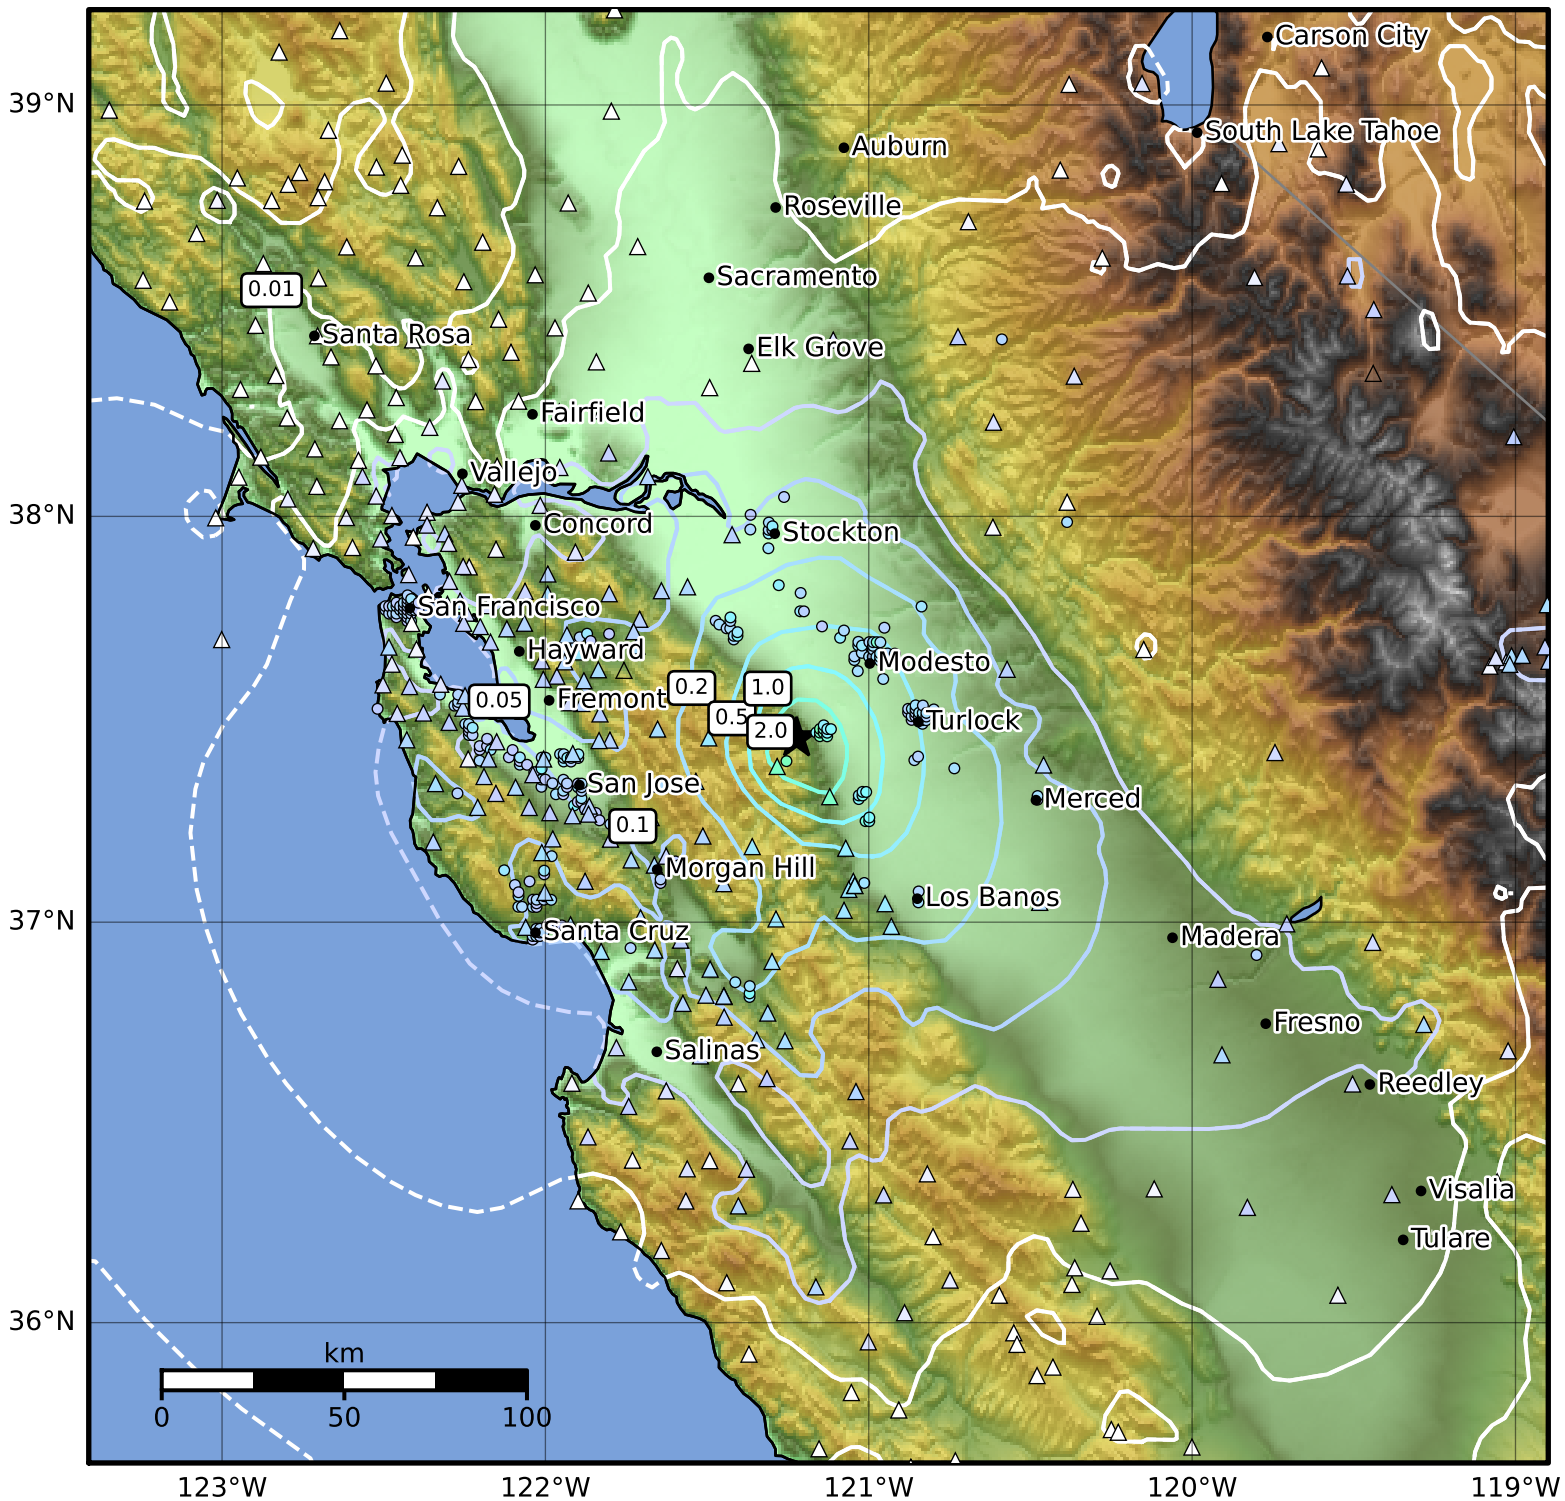 Carson City
39°N
South Lake Tahoe
Auburn
Roseville
Sacramento
0.01
Santa Rosa
Elk Grove
Fairfield
Vallejo
38°N
Concord
Stockton
San Francisco
Hayward
Modesto
0.2
1.0
0.05
Fremont
0.5
Turlock
2.0
San Jose
Merced
0.1
Morgan Hill
Los Banos
37°N
Santa Cruz
Madera
Fresno
Salinas
Reedley
Visalia
Tulare
36°N
km
0 50 100
123°W 122°W 121°W 120°W 119°W